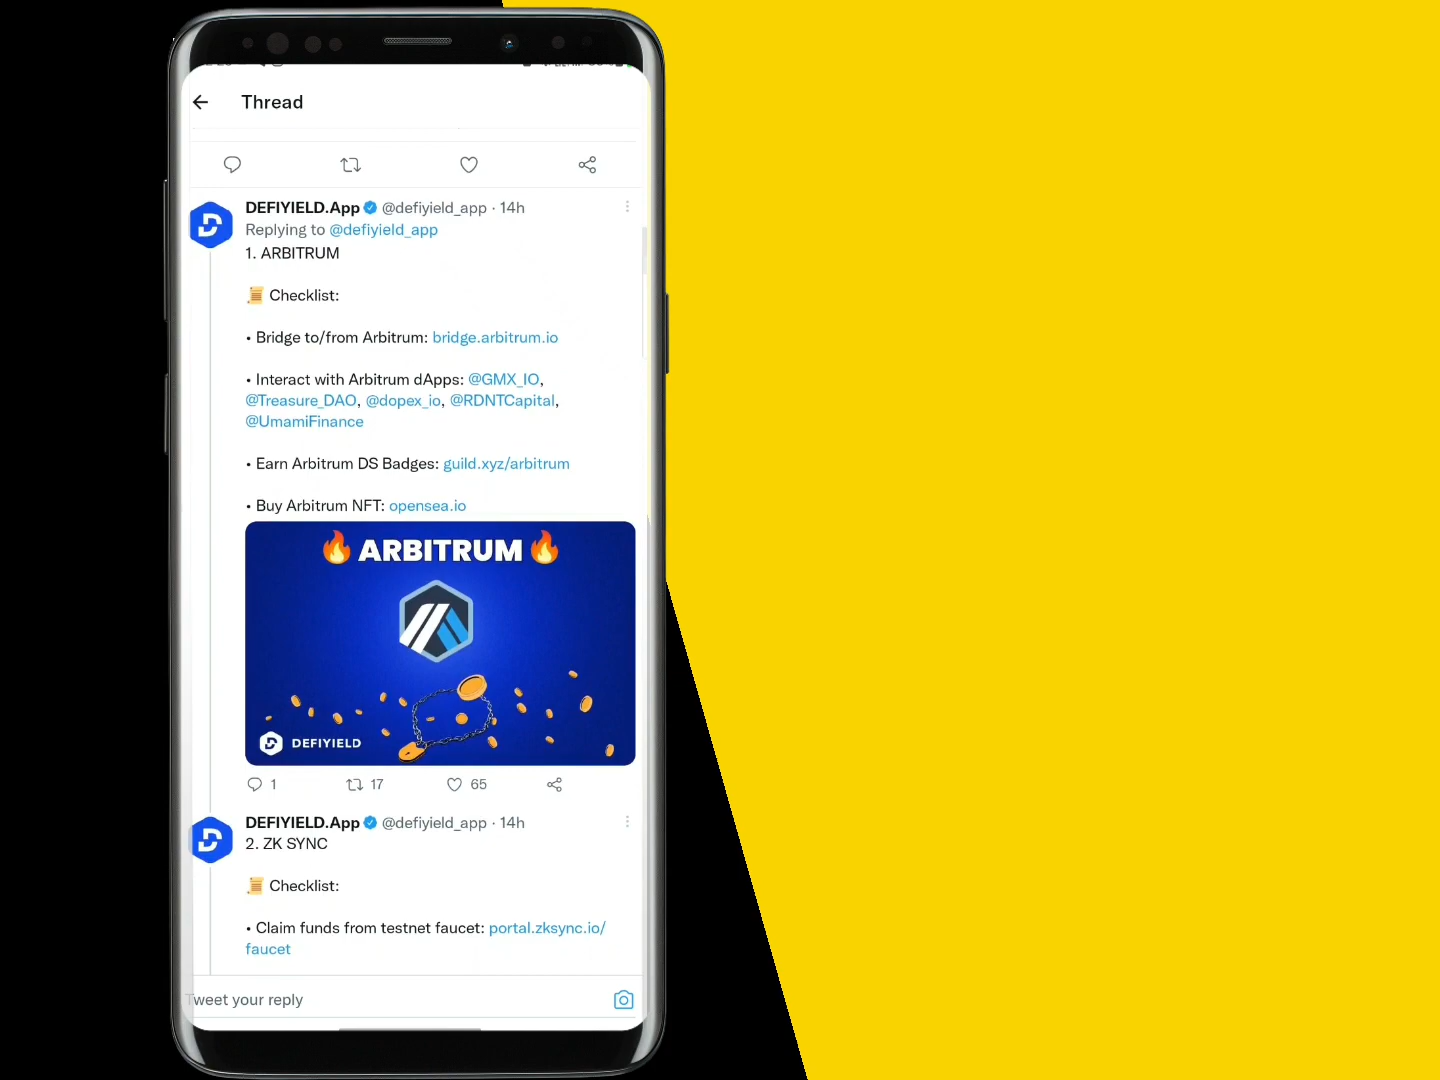 Thread
DEFIYIELD.App @defiyield_app · 14h
Replying to @defiyield_app
1. ARBITRUM
📜 Checklist:
• Bridge to/from Arbitrum: bridge.arbitrum.io
• Interact with Arbitrum dApps: @GMX_IO,
@Treasure_DAO, @dopex_io, @RDNTCapital,
@UmamiFinance
• Earn Arbitrum DS Badges: guild.xyz/arbitrum
• Buy Arbitrum NFT: opensea.io
🔥 ARBITRUM 🔥
DEFIYIELD
1 17 65
DEFIYIELD.App @defiyield_app · 14h
2. ZK SYNC
📜 Checklist:
• Claim funds from testnet faucet: portal.zksync.io/
faucet
Tweet your reply